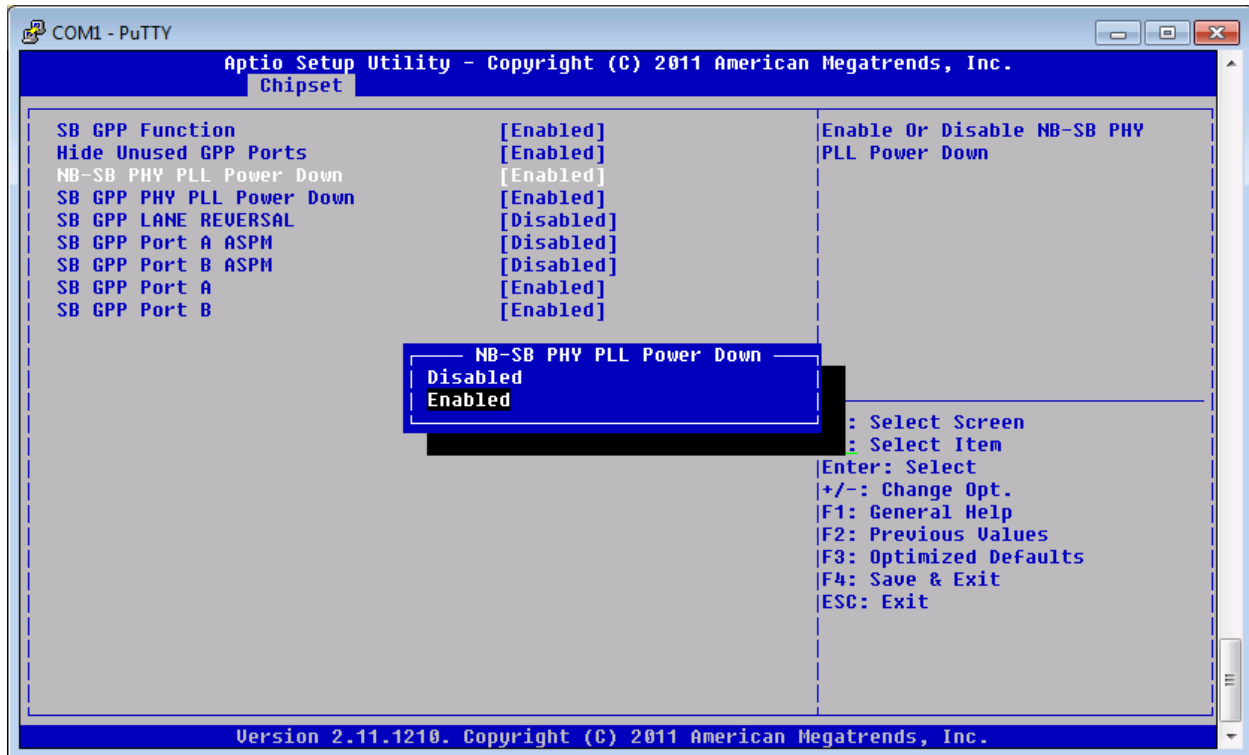 COM1 - PuTTY
Aptio Setup Utility - Copyright (C) 2011 American Megatrends, Inc.
Chipset
SB GPP Function [Enabled]
Hide Unused GPP Ports [Enabled]
NB-SB PHY PLL Power Down [Enabled]
SB GPP PHY PLL Power Down [Enabled]
SB GPP LANE REVERSAL [Disabled]
SB GPP Port A ASPM [Disabled]
SB GPP Port B ASPM [Disabled]
SB GPP Port A [Enabled]
SB GPP Port B [Enabled]
Enable Or Disable NB-SB PHY
PLL Power Down
NB-SB PHY PLL Power Down
Disabled
Enabled
: Select Screen
: Select Item
Enter: Select
+/-: Change Opt.
F1: General Help
F2: Previous Values
F3: Optimized Defaults
F4: Save & Exit
ESC: Exit
Version 2.11.1210. Copyright (C) 2011 American Megatrends, Inc.